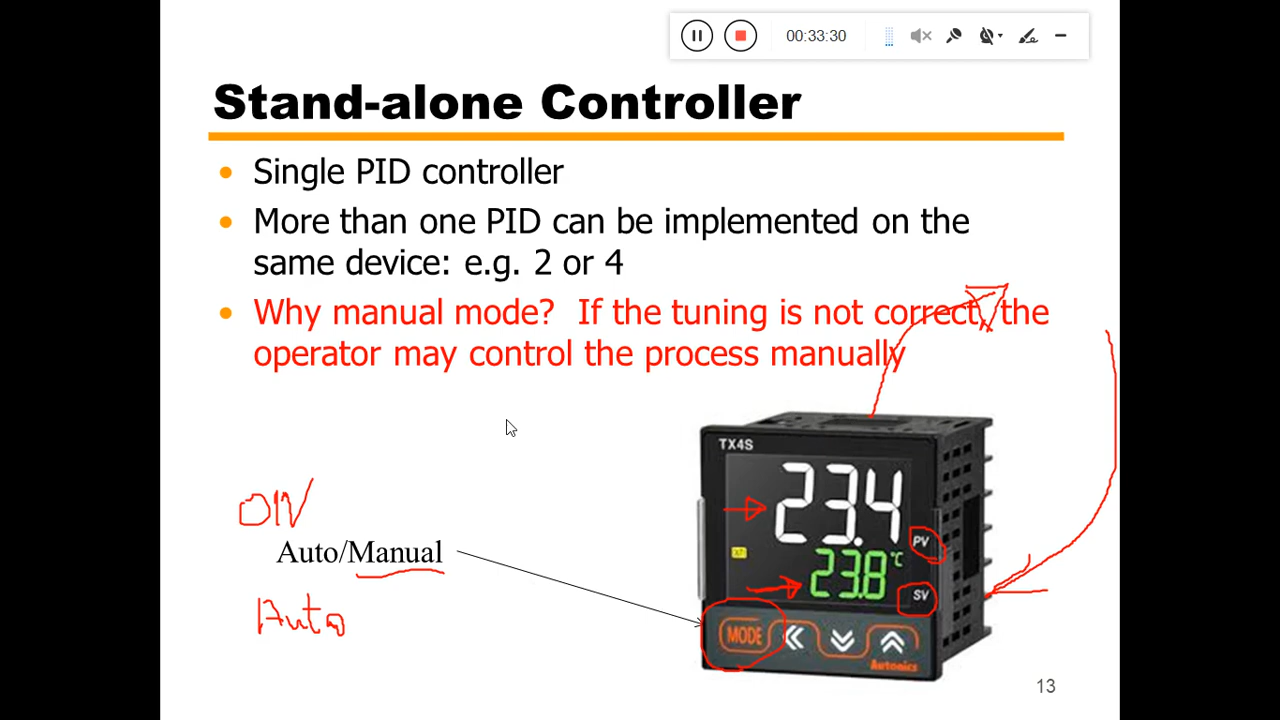 00:33:30
Stand-alone Controller
• Single PID controller
• More than one PID can be implemented on the
same device: e.g. 2 or 4
• Why manual mode? If the tuning is not correct, the
operator may control the process manually
TX4S
23.4
PV
23.8 °C
SV
Auto/Manual
Auto
MODE
Autonics
13